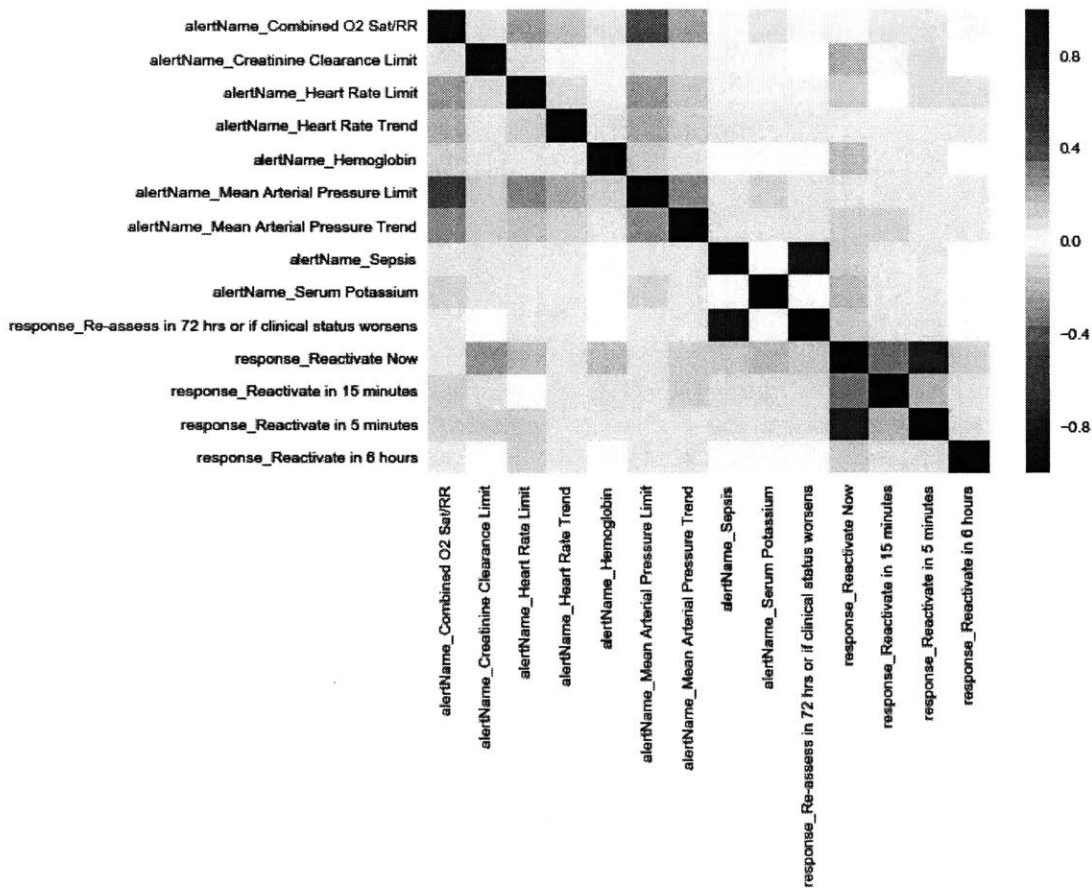 alertName_Combined O2 Sat/RR
alertName_Creatinine Clearance Limit
alertName_Heart Rate Limit
alertName_Heart Rate Trend
alertName_Hemoglobin
alertName_Mean Arterial Pressure Limit
alertName_Mean Arterial Pressure Trend
alertName_Sepsis
alertName_Serum Potassium
response_Re-assess in 72 hrs or if clinical status worsens
response_Reactivate Now
response_Reactivate in 15 minutes
response_Reactivate in 5 minutes
response_Reactivate in 6 hours
0.8
0.4
0.0
−0.4
−0.8
alertName_Combined O2 Sat/RR
alertName_Creatinine Clearance Limit
alertName_Heart Rate Limit
alertName_Heart Rate Trend
alertName_Hemoglobin
alertName_Mean Arterial Pressure Limit
alertName_Mean Arterial Pressure Trend
alertName_Sepsis
alertName_Serum Potassium
response_Re-assess in 72 hrs or if clinical status worsens
response_Reactivate Now
response_Reactivate in 15 minutes
response_Reactivate in 5 minutes
response_Reactivate in 6 hours